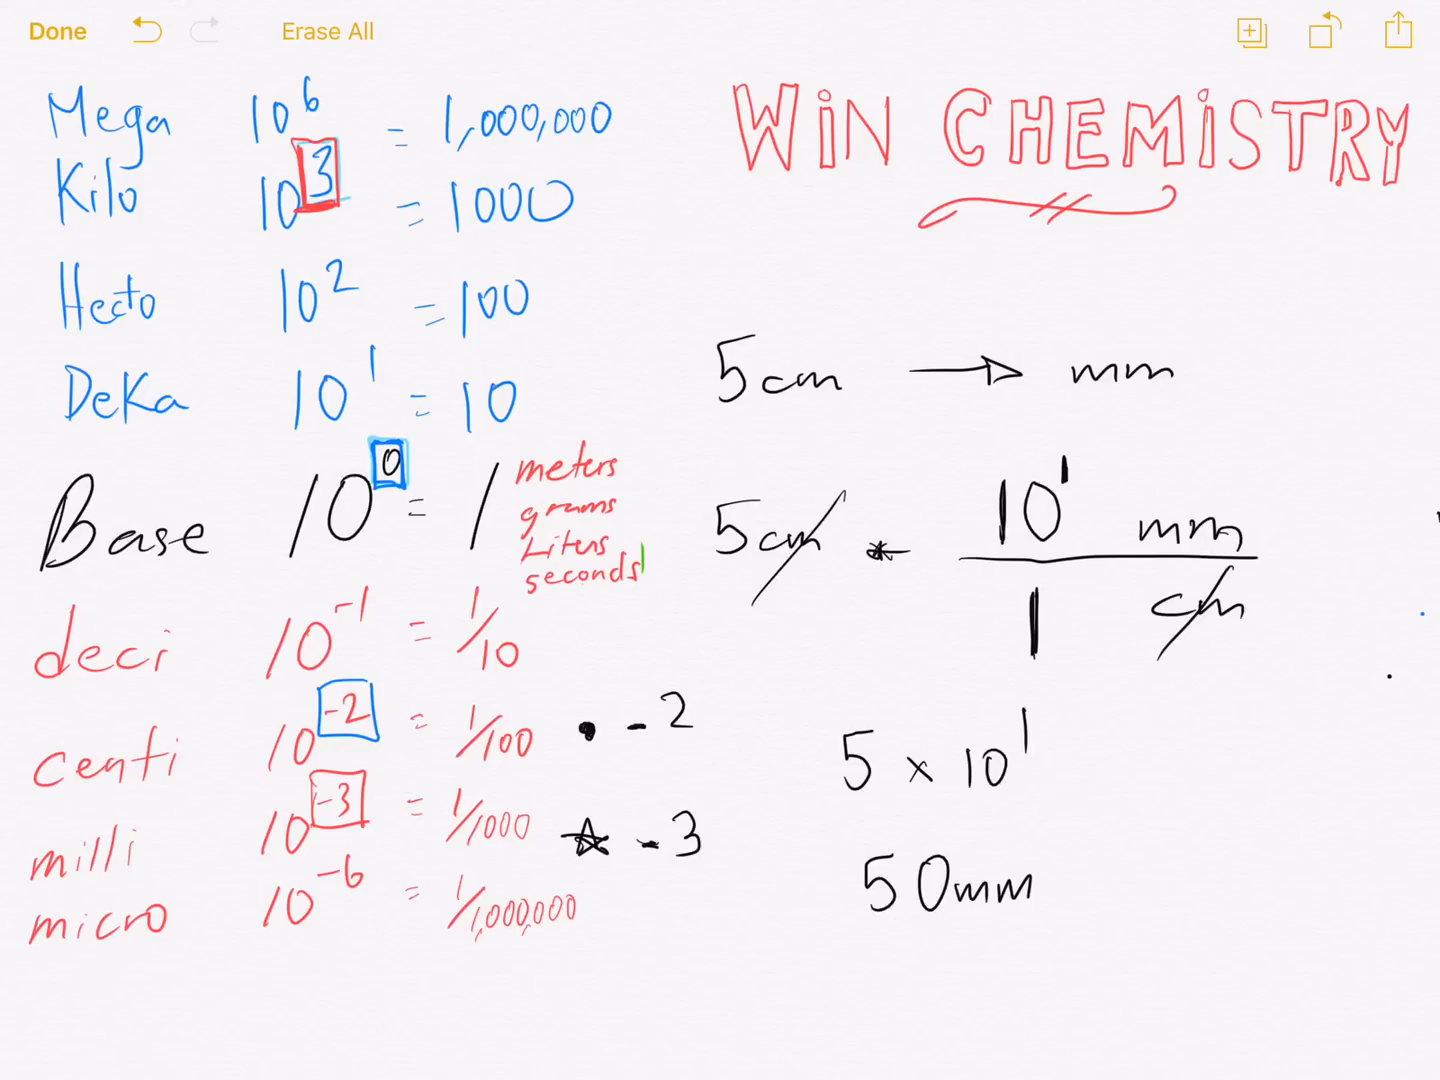 Done Erase All
WiN CHEMiSTRY
Mega 10^6 = 1,000,000
Kilo 10^3 = 1000
Hecto 10^2 = 100
DeKa 10^1 = 10
Base 10^0 = 1
meters
grams
Liters
seconds
deci 10^-1 = 1/10
centi 10^-2 = 1/100 • -2
milli 10^-3 = 1/1000 ☆ -3
micro 10^-6 = 1/1,000,000
5cm → mm
5cm * 10^1 mm
1 cm
5 × 10^1
50mm